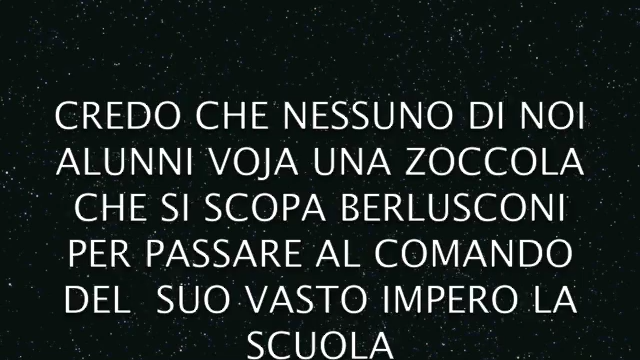 CREDO CHE NESSUNO DI NOI
ALUNNI VOJA UNA ZOCCOLA
CHE SI SCOPA BERLUSCONI
PER PASSARE AL COMANDO
DEL  SUO VASTO IMPERO LA
SCUOLA